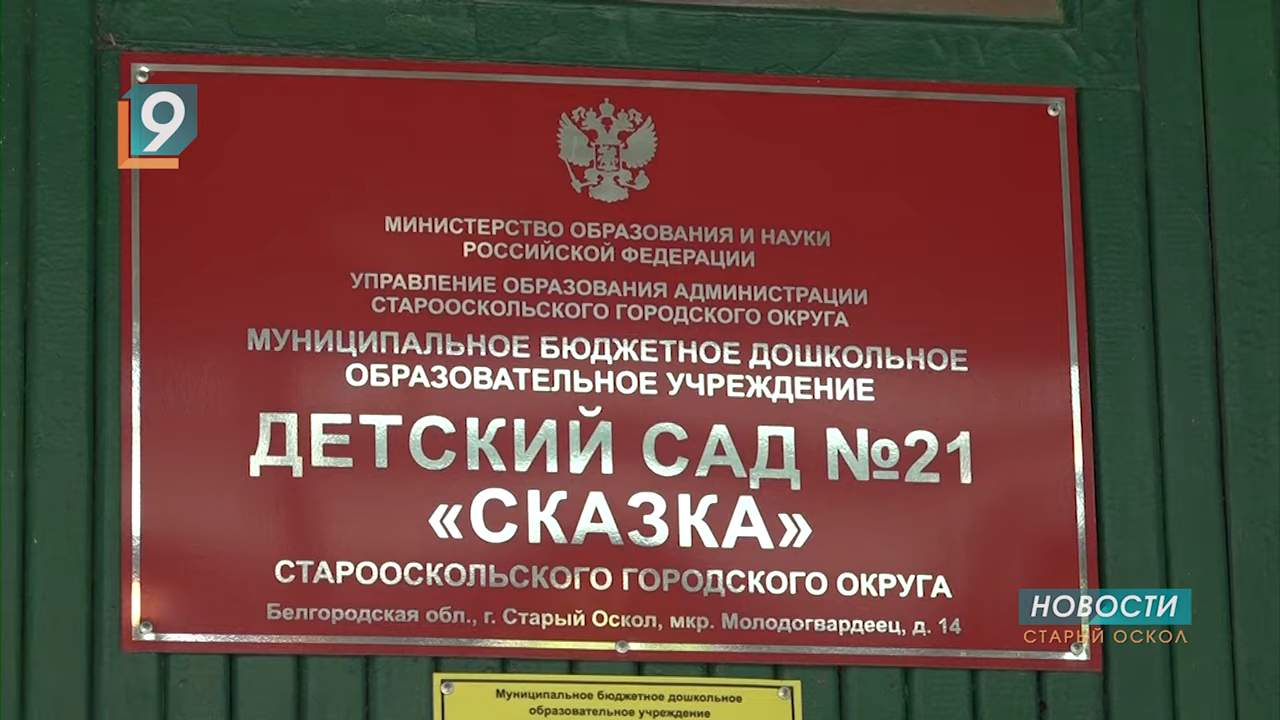 9
МИНИСТЕРСТВО ОБРАЗОВАНИЯ И НАУКИ
РОССИЙСКОЙ ФЕДЕРАЦИИ
УПРАВЛЕНИЕ ОБРАЗОВАНИЯ АДМИНИСТРАЦИИ
СТАРООСКОЛЬСКОГО ГОРОДСКОГО ОКРУГА
МУНИЦИПАЛЬНОЕ БЮДЖЕТНОЕ ДОШКОЛЬНОЕ
ОБРАЗОВАТЕЛЬНОЕ УЧРЕЖДЕНИЕ
ДЕТСКИЙ САД №21
«СКАЗКА»
СТАРООСКОЛЬСКОГО ГОРОДСКОГО ОКРУГА
Белгородская обл., г. Старый Оскол, мкр. Молодогвардеец, д. 14
НОВОСТИ
СТАРЫЙ ОСКОЛ
Муниципальное бюджетное дошкольное
образовательное учреждение